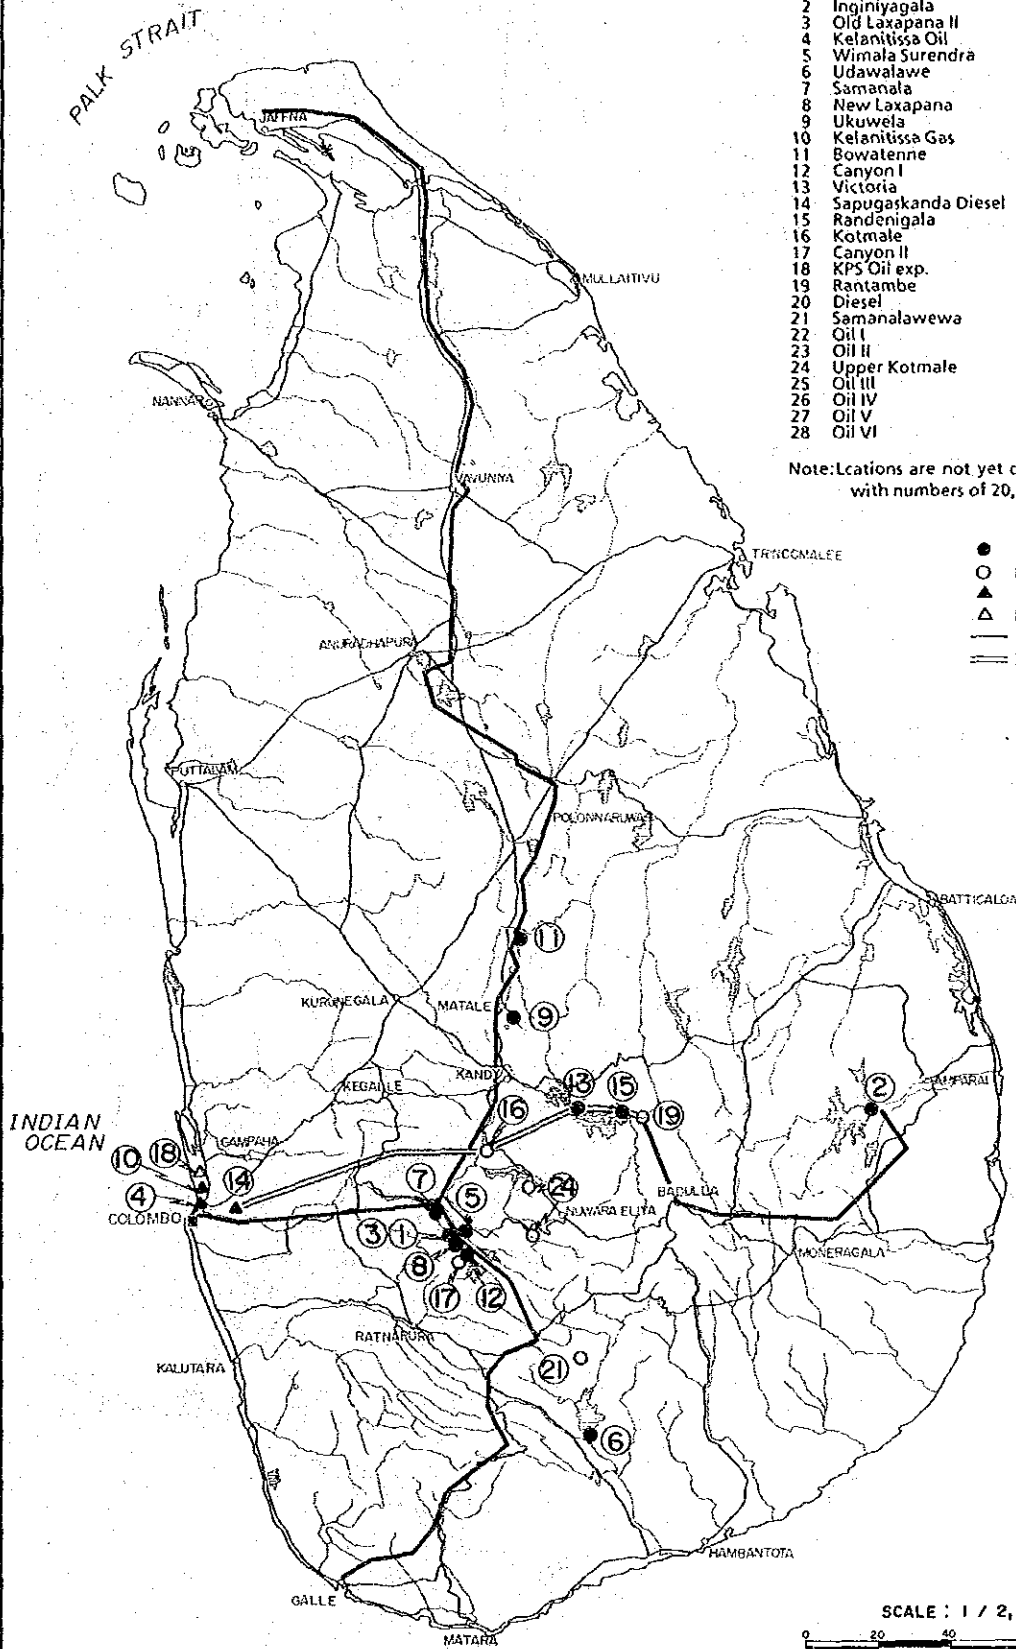 2 Inginiyagala
3 Old Laxapana II
4 Kelanitissa Oil
5 Wimala Surendra
6 Udawalawe
7 Samanala
8 New Laxapana
9 Ukuwela
10 Kelanitissa Gas
11 Bowatenne
12 Canyon I
13 Victoria
14 Sapugaskanda Diesel
15 Randenigala
16 Kotmale
17 Canyon II
18 KPS Oil exp.
19 Rantambe
20 Diesel
21 Samanalawewa
22 Oil I
23 Oil II
24 Upper Kotmale
25 Oil III
26 Oil IV
27 Oil V
28 Oil VI
Note:Lcations are not yet
with numbers of 20,
PALK STRAIT
JAFFNA
MULLAITIVU
NANNAR
VAVUNYA
TRINCOMALEE
ANURADHAPURA
PUTTALAM
POLONNARUWA
BATTICALOA
11
KURUNEGALA
MATALE
9
KANDY
KEGALLE
13
15
2
AMPARAI
16
19
INDIAN
OCEAN
GAMPAHA
18
10
14
7
24
4
5
BADULLA
COLOMBO
NUWARA ELIYA
3
1
MONERAGALA
8
17
12
RATNAPURA
KALUTARA
21
6
HAMBANTOTA
GALLE
MATARA
SCALE : 1 / 2,
0 20 40